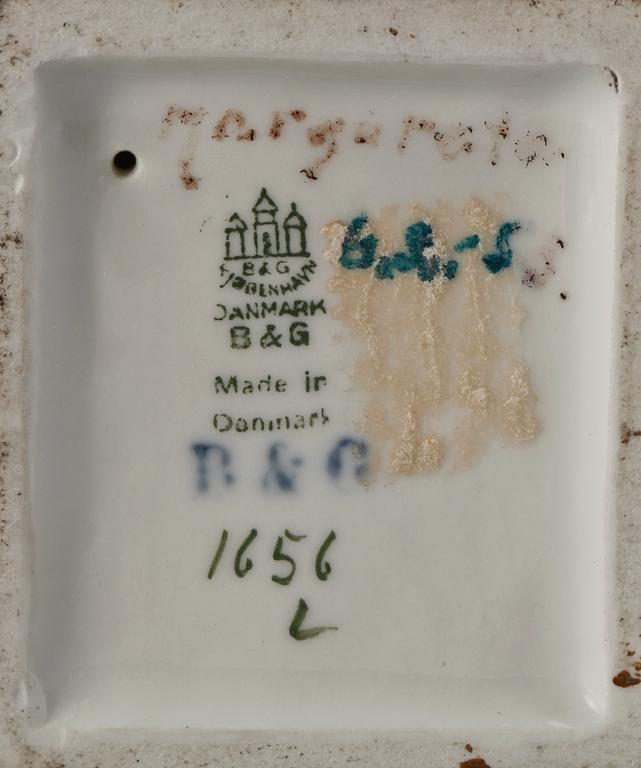 Margareta
B & G
KJØBENHAVN
DANMARK
B & G
Made in
Danmark
B & G
1656
L